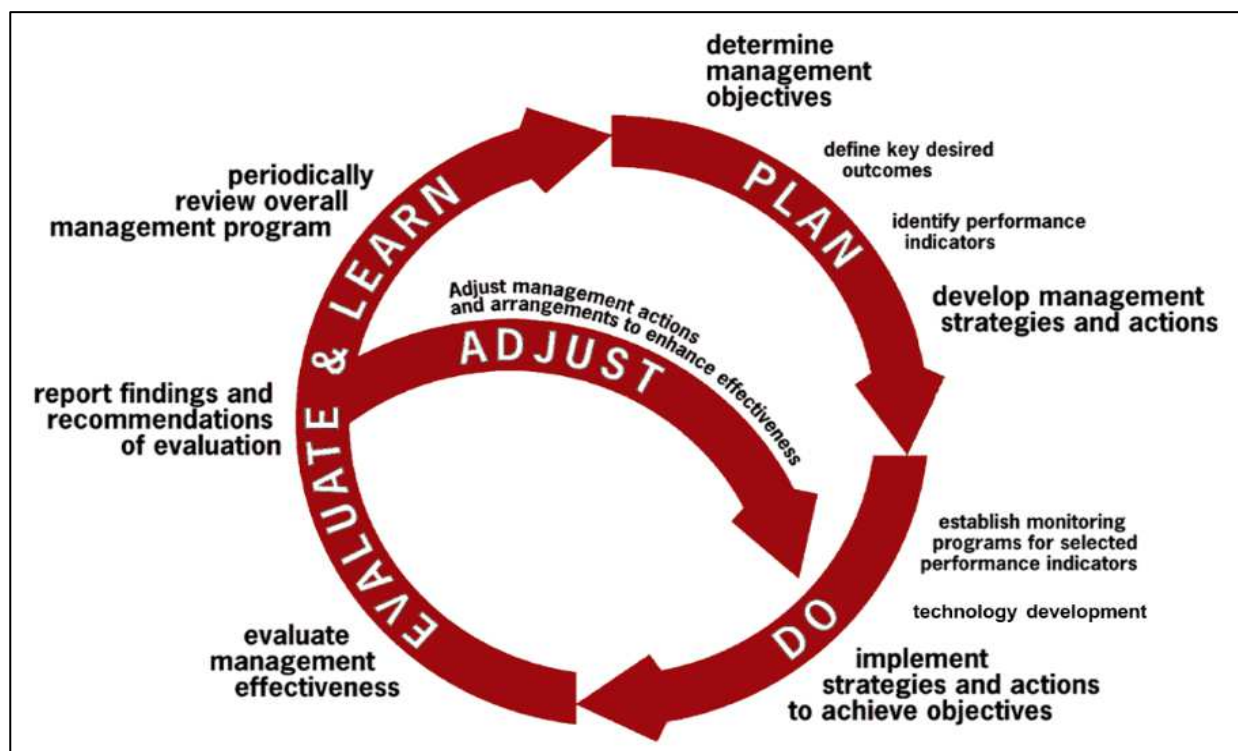 determine
management
objectives
define key desired
outcomes
PLAN
identify performance
indicators
develop management
strategies and actions
establish monitoring
programs for selected
performance indicators
technology development
DO
implement
strategies and actions
to achieve objectives
evaluate
management
effectiveness
EVALUATE & LEARN
report findings and
recommendations
of evaluation
periodically
review overall
management program
Adjust management actions
and arrangements to enhance effectiveness
ADJUST